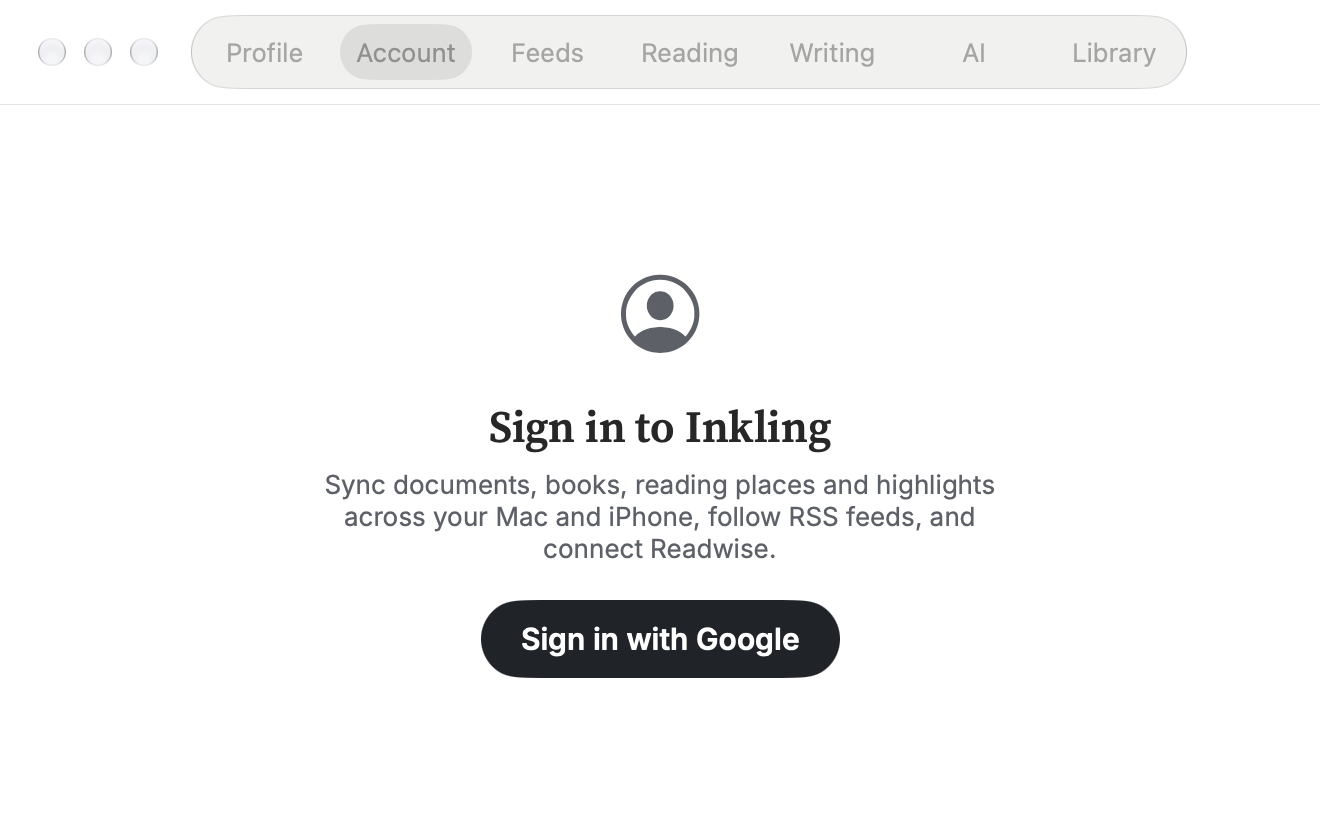 Profile Account Feeds Reading Writing AI Library
Sign in to Inkling
Sync documents, books, reading places and highlights
across your Mac and iPhone, follow RSS feeds, and
connect Readwise.
Sign in with Google